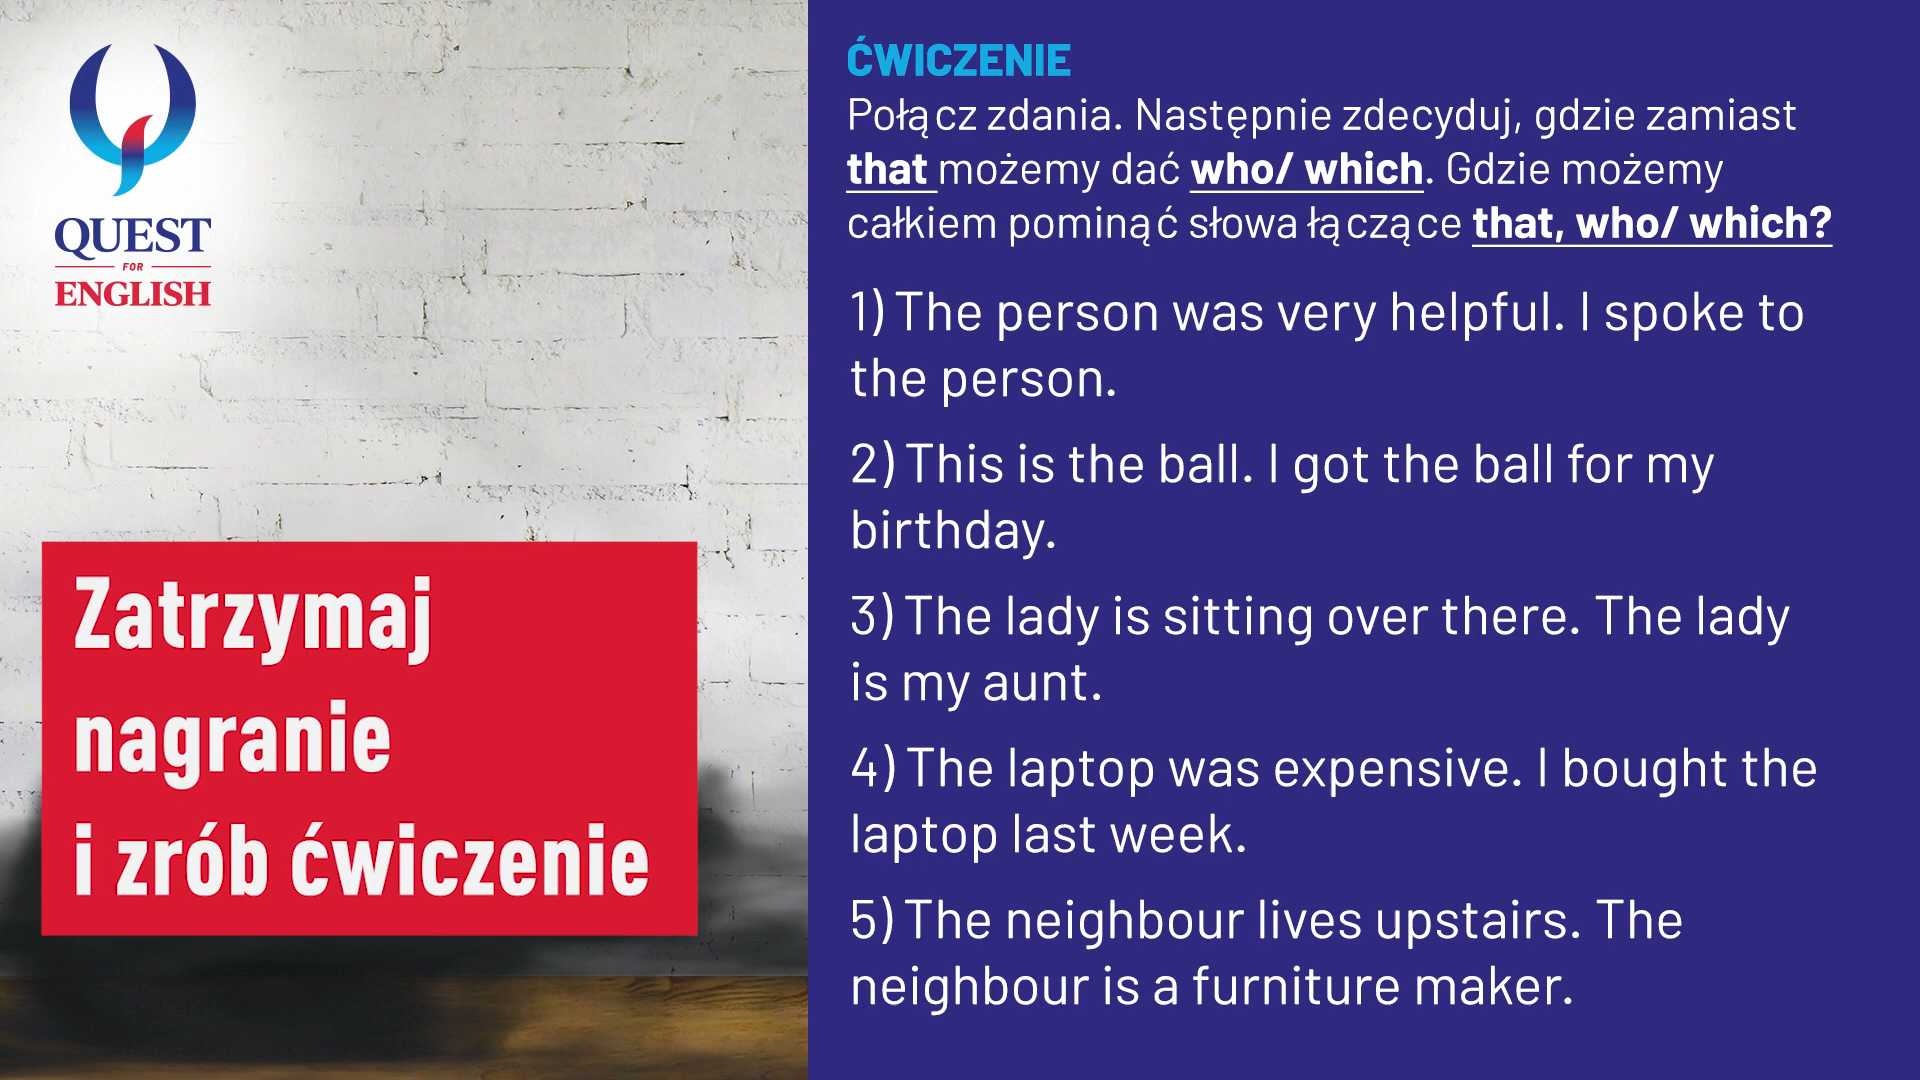 QUEST
FOR
ENGLISH
Zatrzymaj
nagranie
i zrób ćwiczenie
ĆWICZENIE
Połącz zdania. Następnie zdecyduj, gdzie zamiast
that możemy dać who/ which. Gdzie możemy
całkiem pominąć słowa łączące that, who/ which?
1) The person was very helpful. I spoke to
the person.
2) This is the ball. I got the ball for my
birthday.
3) The lady is sitting over there. The lady
is my aunt.
4) The laptop was expensive. I bought the
laptop last week.
5) The neighbour lives upstairs. The
neighbour is a furniture maker.